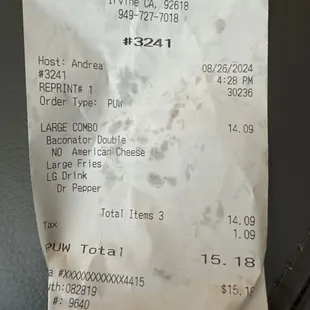 Irvine CA, 92618
949-727-7018
#3241
Host: Andrea 08/26/2024
#3241 4:28 PM
REPRINT# 1 30236
Order Type: PUW
LARGE COMBO 14.09
Baconator Double
NO American Cheese
Large Fries
LG Drink
Dr Pepper
Total Items 3
14.09
Tax 1.09
PUW Total 15.18
a #XXXXXXXXXXXX4415 $15.18
uth:082819
#: 9640